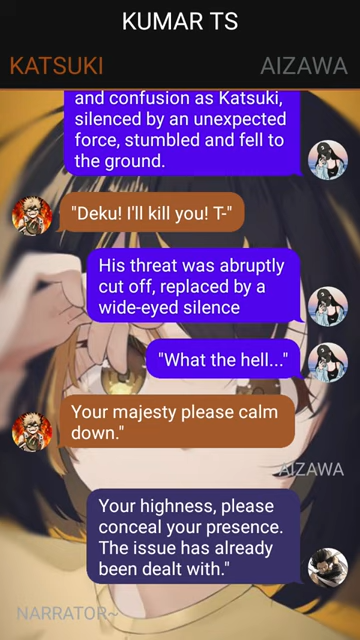 KUMAR TS
KATSUKI
AIZAWA
and confusion as Katsuki,
silenced by an unexpected
force, stumbled and fell to
the ground.
"Deku! I'll kill you! T-"
His threat was abruptly
cut off, replaced by a
wide-eyed silence
"What the hell..."
Your majesty please calm
down."
AIZAWA
Your highness, please
conceal your presence.
The issue has already
been dealt with."
NARRATOR~